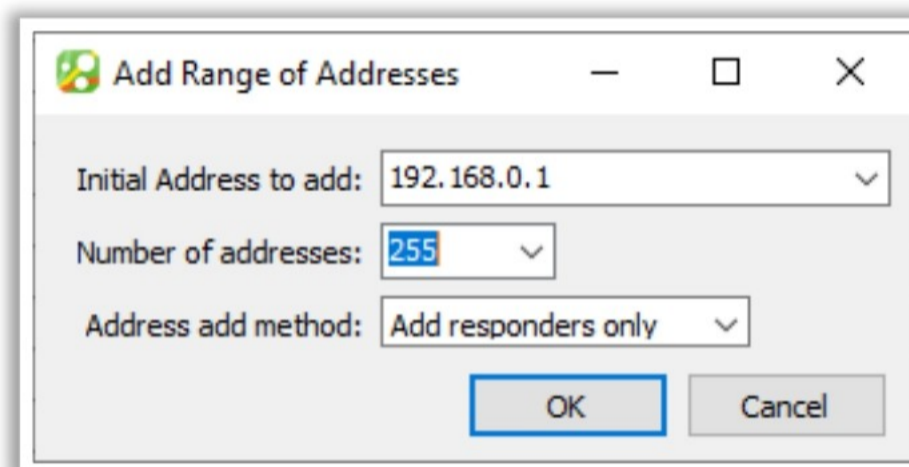 Add Range of Addresses
Initial Address to add: 192.168.0.1
Number of addresses: 255
Address add method: Add responders only
OK Cancel